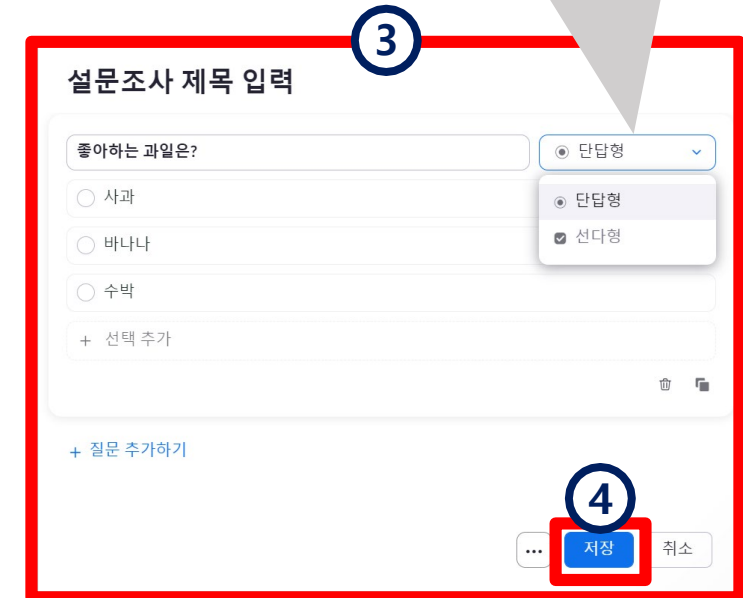 3
설문조사 제목 입력
좋아하는 과일은?
단답형
사과
단답형
바나나
선다형
수박
+ 선택 추가
+ 질문 추가하기
4
... 저장 취소